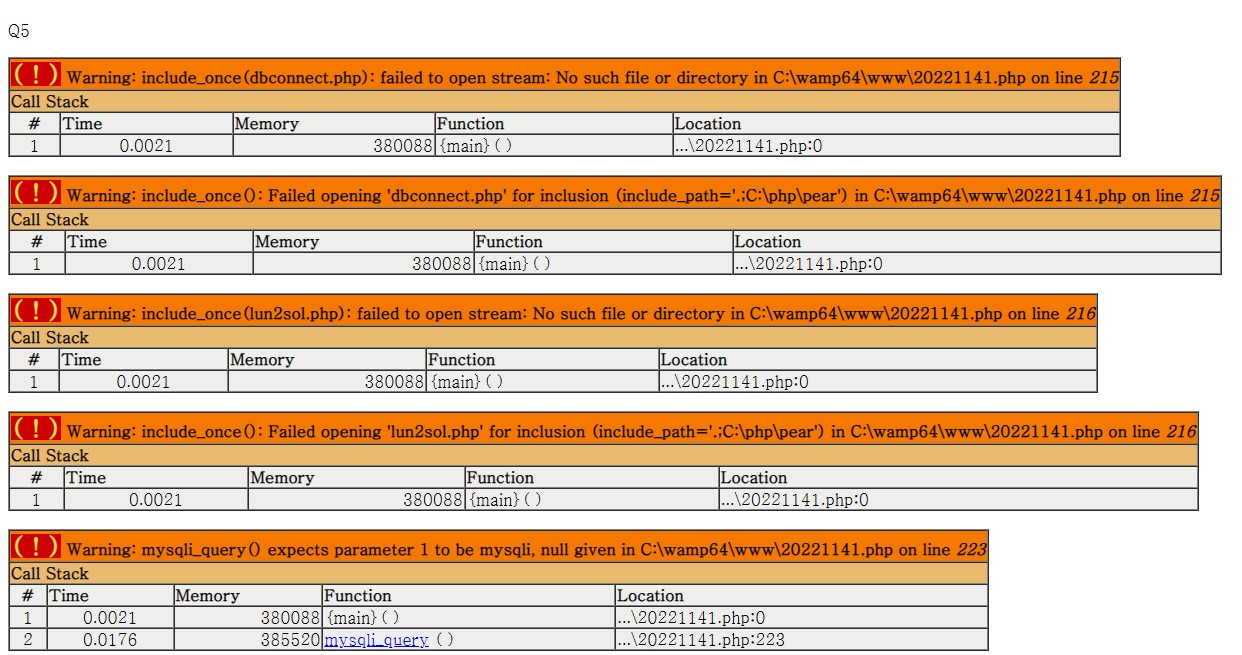 Q5
( ! ) Warning: include_once(dbconnect.php): failed to open stream: No such file or directory in C:\wamp64\www\20221141.php on line 215
Call Stack
# Time Memory Function Location
1 0.0021 380088 {main}( ) ...\20221141.php:0
( ! ) Warning: include_once(): Failed opening 'dbconnect.php' for inclusion (include_path='.;C:\php\pear') in C:\wamp64\www\20221141.php on line 215
Call Stack
# Time Memory Function Location
1 0.0021 380088 {main}( ) ...\20221141.php:0
( ! ) Warning: include_once(lun2sol.php): failed to open stream: No such file or directory in C:\wamp64\www\20221141.php on line 216
Call Stack
# Time Memory Function Location
1 0.0021 380088 {main}( ) ...\20221141.php:0
( ! ) Warning: include_once(): Failed opening 'lun2sol.php' for inclusion (include_path='.;C:\php\pear') in C:\wamp64\www\20221141.php on line 216
Call Stack
# Time Memory Function Location
1 0.0021 380088 {main}( ) ...\20221141.php:0
( ! ) Warning: mysqli_query() expects parameter 1 to be mysqli, null given in C:\wamp64\www\20221141.php on line 223
Call Stack
# Time Memory Function Location
1 0.0021 380088 {main}( ) ...\20221141.php:0
2 0.0176 385520 mysqli_query ( ) ...\20221141.php:223